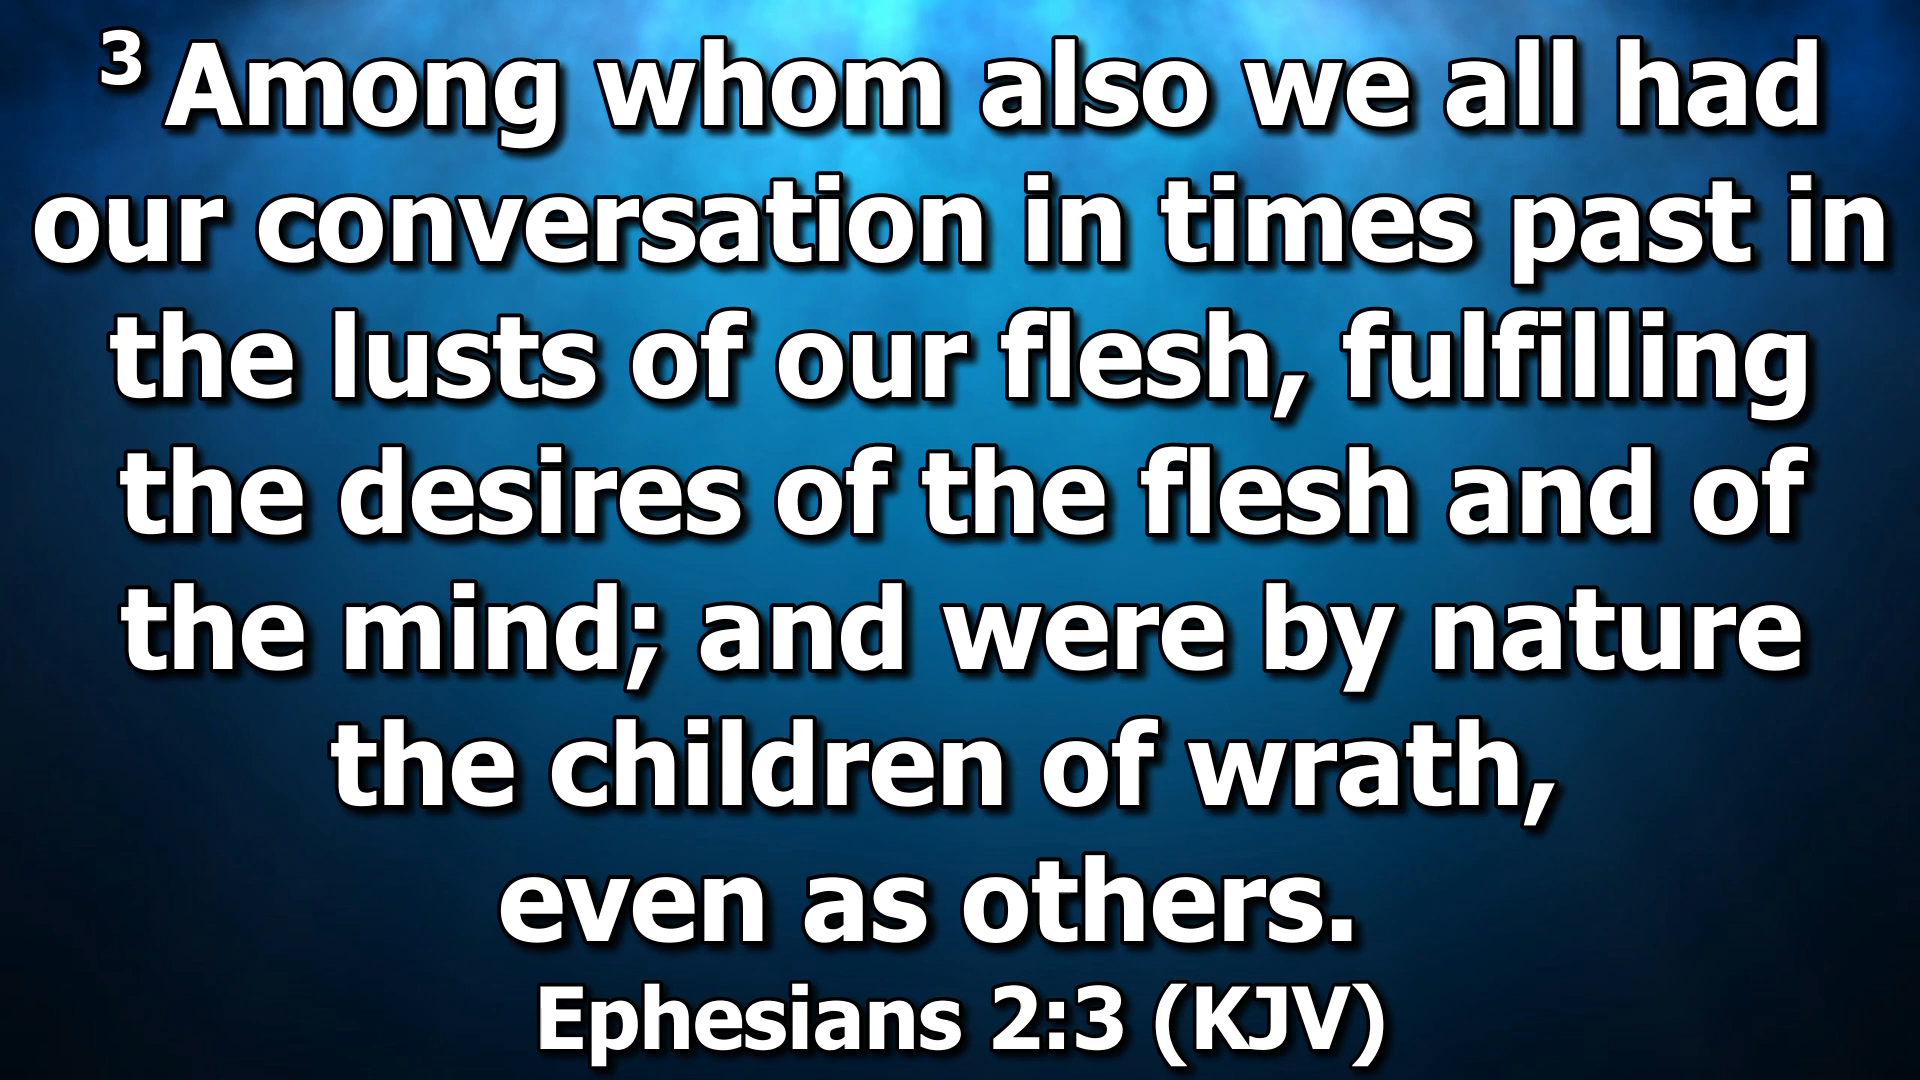 3 Among whom also we all had
our conversation in times past in
the lusts of our flesh, fulfilling
the desires of the flesh and of
the mind; and were by nature
the children of wrath,
even as others.
Ephesians 2:3 (KJV)